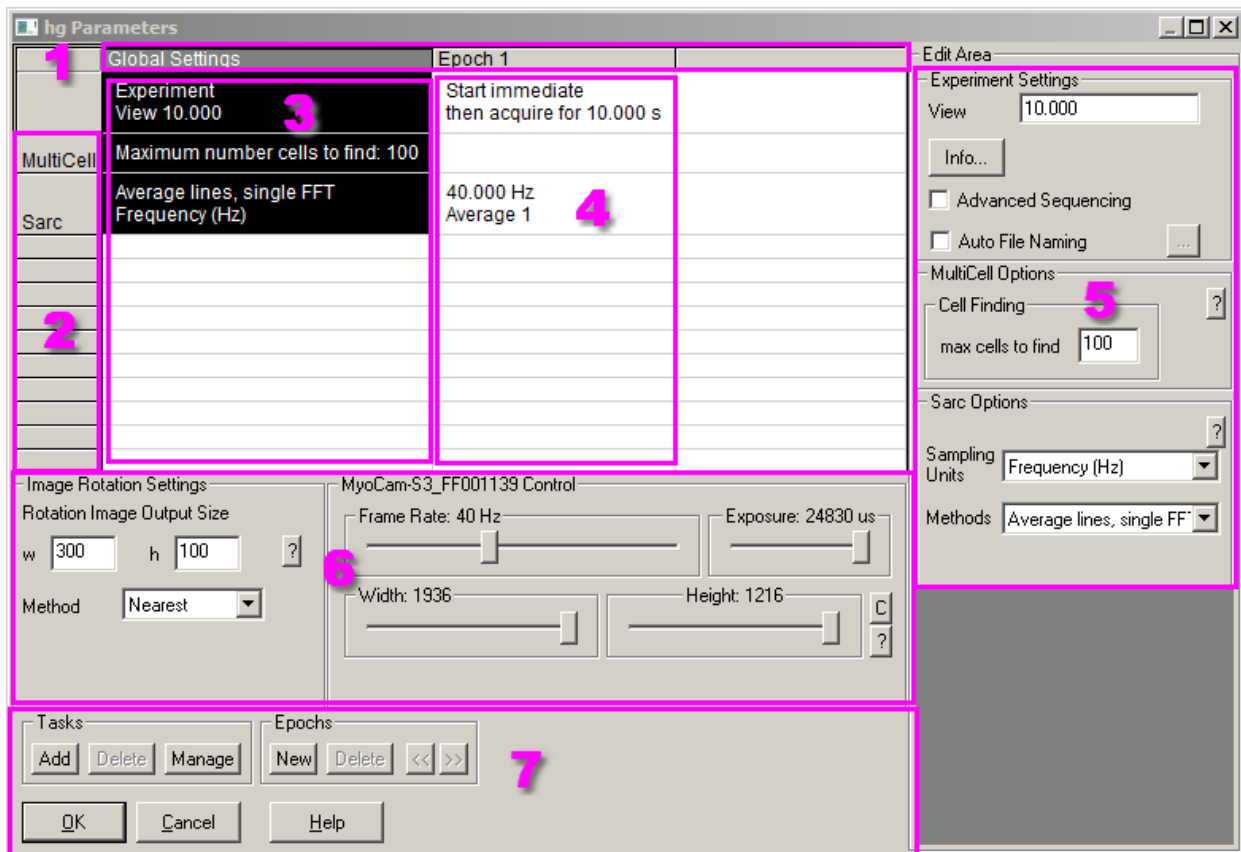 hg Parameters
1
Global Settings
Epoch 1
Experiment
View 10.000
3
Start immediate
then acquire for 10.000 s
MultiCell
Maximum number cells to find: 100
Sarc
Average lines, single FFT
Frequency (Hz)
40.000 Hz
Average 1
4
2
Edit Area
Experiment Settings
View 10.000
Info...
Advanced Sequencing
Auto File Naming ...
MultiCell Options
5
Cell Finding ?
max cells to find 100
Sarc Options
?
Sampling
Units Frequency (Hz)
Methods Average lines, single FF
Image Rotation Settings
Rotation Image Output Size
w 300 h 100 ?
Method Nearest
6
MyoCam-S3_FF001139 Control
Frame Rate: 40 Hz
Exposure: 24830 us
Width: 1936
Height: 1216
C
?
Tasks
Add Delete Manage
Epochs
New Delete << >>
7
OK Cancel Help